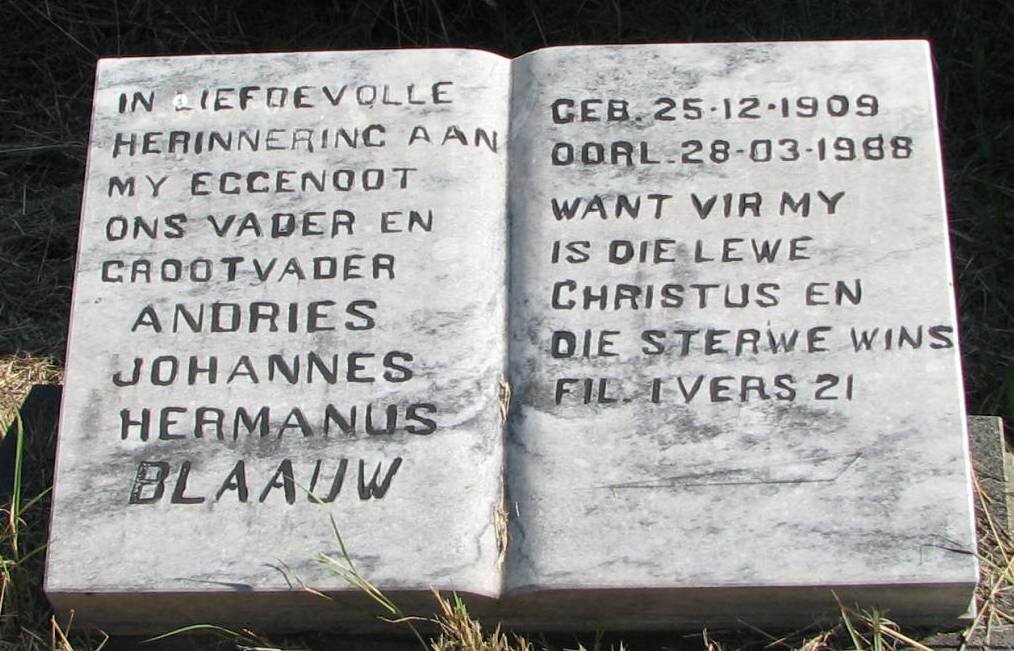 IN LIEFDEVOLLE
HERINNERING AAN
MY EGGENOOT
ONS VADER EN
GROOTVADER
ANDRIES
JOHANNES
HERMANUS
BLAAUW
GEB. 25-12-1909
OORL. 28-03-1988
WANT VIR MY
IS DIE LEWE
CHRISTUS EN
DIE STERWE WINS
FIL. 1 VERS 21